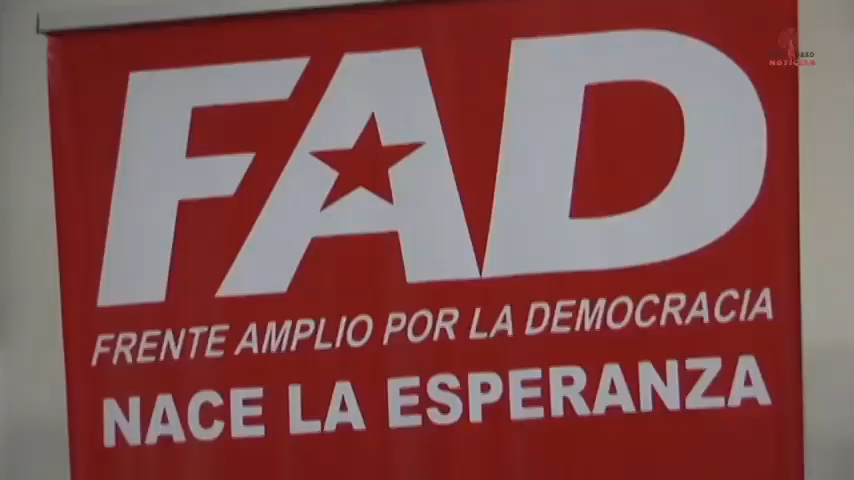 FAD
FRENTE AMPLIO POR LA DEMOCRACIA
NACE LA ESPERANZA
NOTICIAS